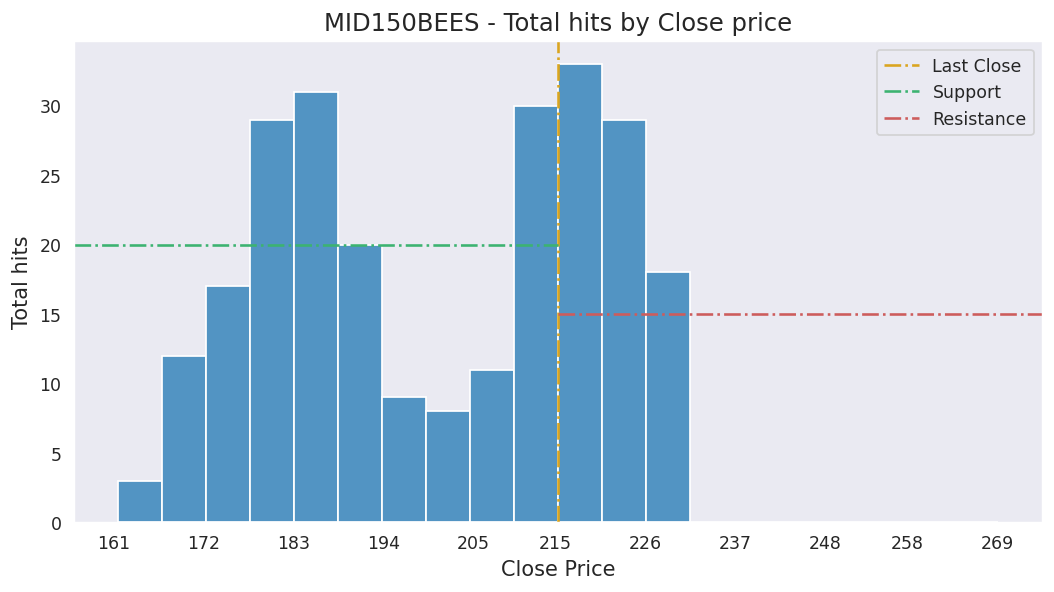 MID150BEES - Total hits by Close price
Last Close
Support
Resistance
Total hits
30
25
20
15
10
5
0
161 172 183 194 205 215 226 237 248 258 269
Close Price